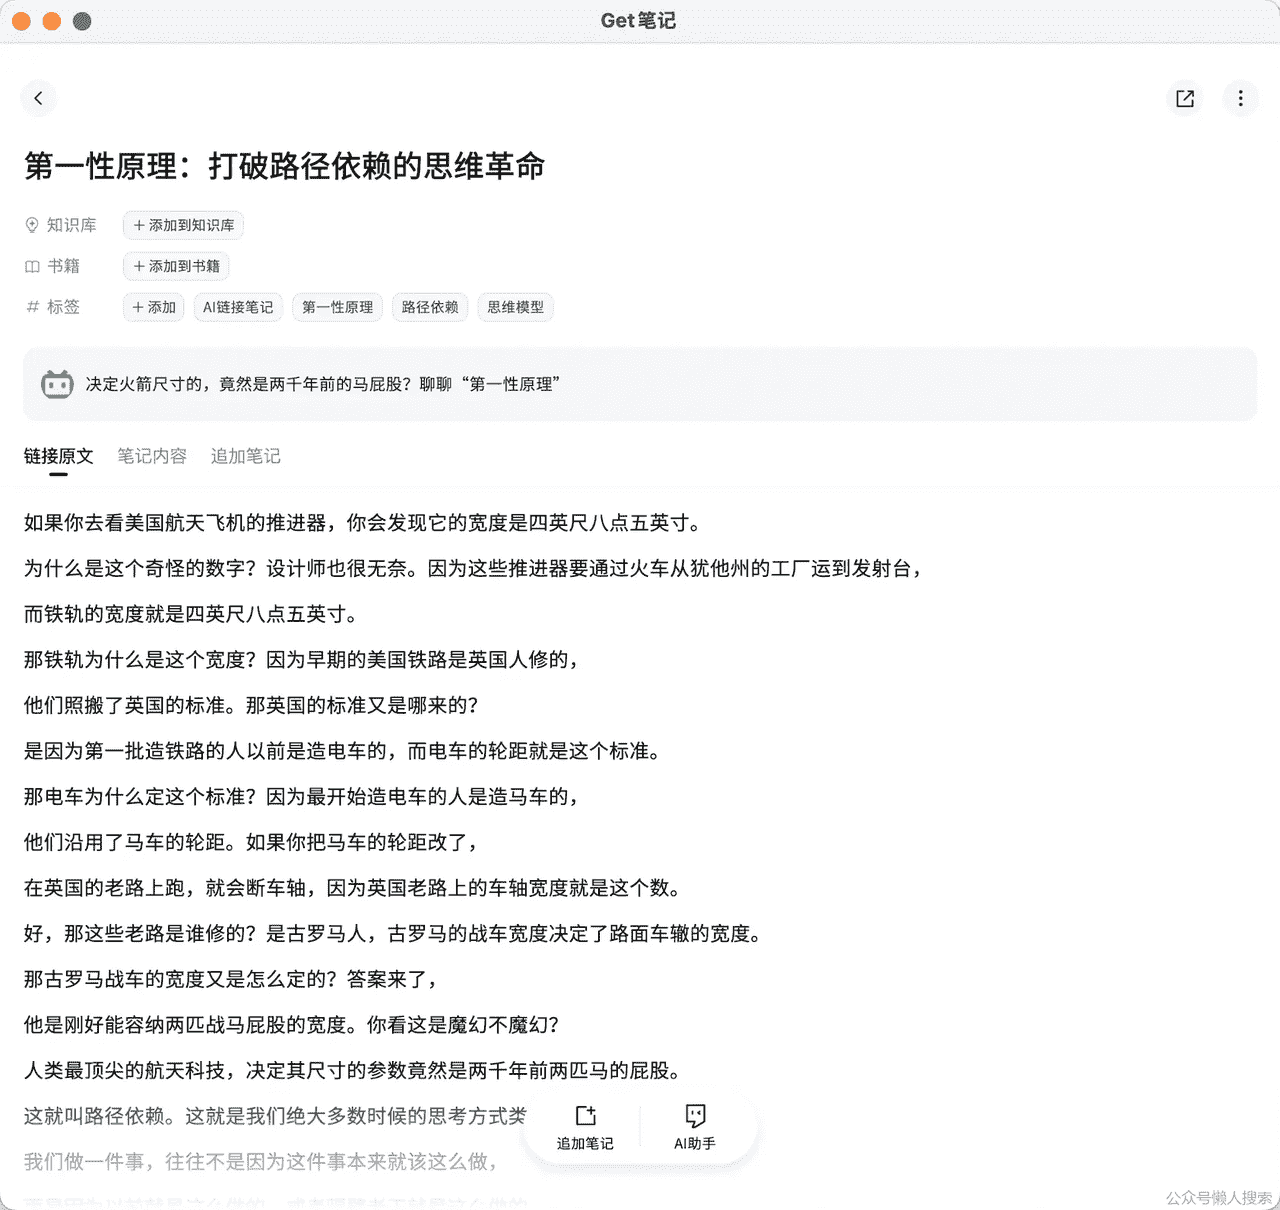 Get笔记
第一性原理：打破路径依赖的思维革命
知识库 + 添加到知识库
书籍 + 添加到书籍
# 标签 + 添加 AI链接笔记 第一性原理 路径依赖 思维模型
决定火箭尺寸的，竟然是两千年前的马屁股？聊聊“第一性原理”
链接原文 笔记内容 追加笔记
如果你去看美国航天飞机的推进器，你会发现它的宽度是四英尺八点五英寸。
为什么是这个奇怪的数字？设计师也很无奈。因为这些推进器要通过火车从犹他州的工厂运到发射台，
而铁轨的宽度就是四英尺八点五英寸。
那铁轨为什么是这个宽度？因为早期的美国铁路是英国人修的，
他们照搬了英国的标准。那英国的标准又是哪来的？
是因为第一批造铁路的人以前是造电车的，而电车的轮距就是这个标准。
那电车为什么定这个标准？因为最开始造电车的人是造马车的，
他们沿用了马车的轮距。如果你把马车的轮距改了，
在英国的老路上跑，就会断车轴，因为英国老路上的车轴宽度就是这个数。
好，那这些老路是谁修的？是古罗马人，古罗马的战车宽度决定了路面车辙的宽度。
那古罗马战车的宽度又是怎么定的？答案来了，
他是刚好能容纳两匹战马屁股的宽度。你看这是魔幻不魔幻？
人类最顶尖的航天科技，决定其尺寸的参数竟然是两千年前两匹马的屁股。
这就叫路径依赖。这就是我们绝大多数时候的思考方式类
我们做一件事，往往不是因为这件事本来就该这么做，
追加笔记 AI助手
公众号懒人搜索